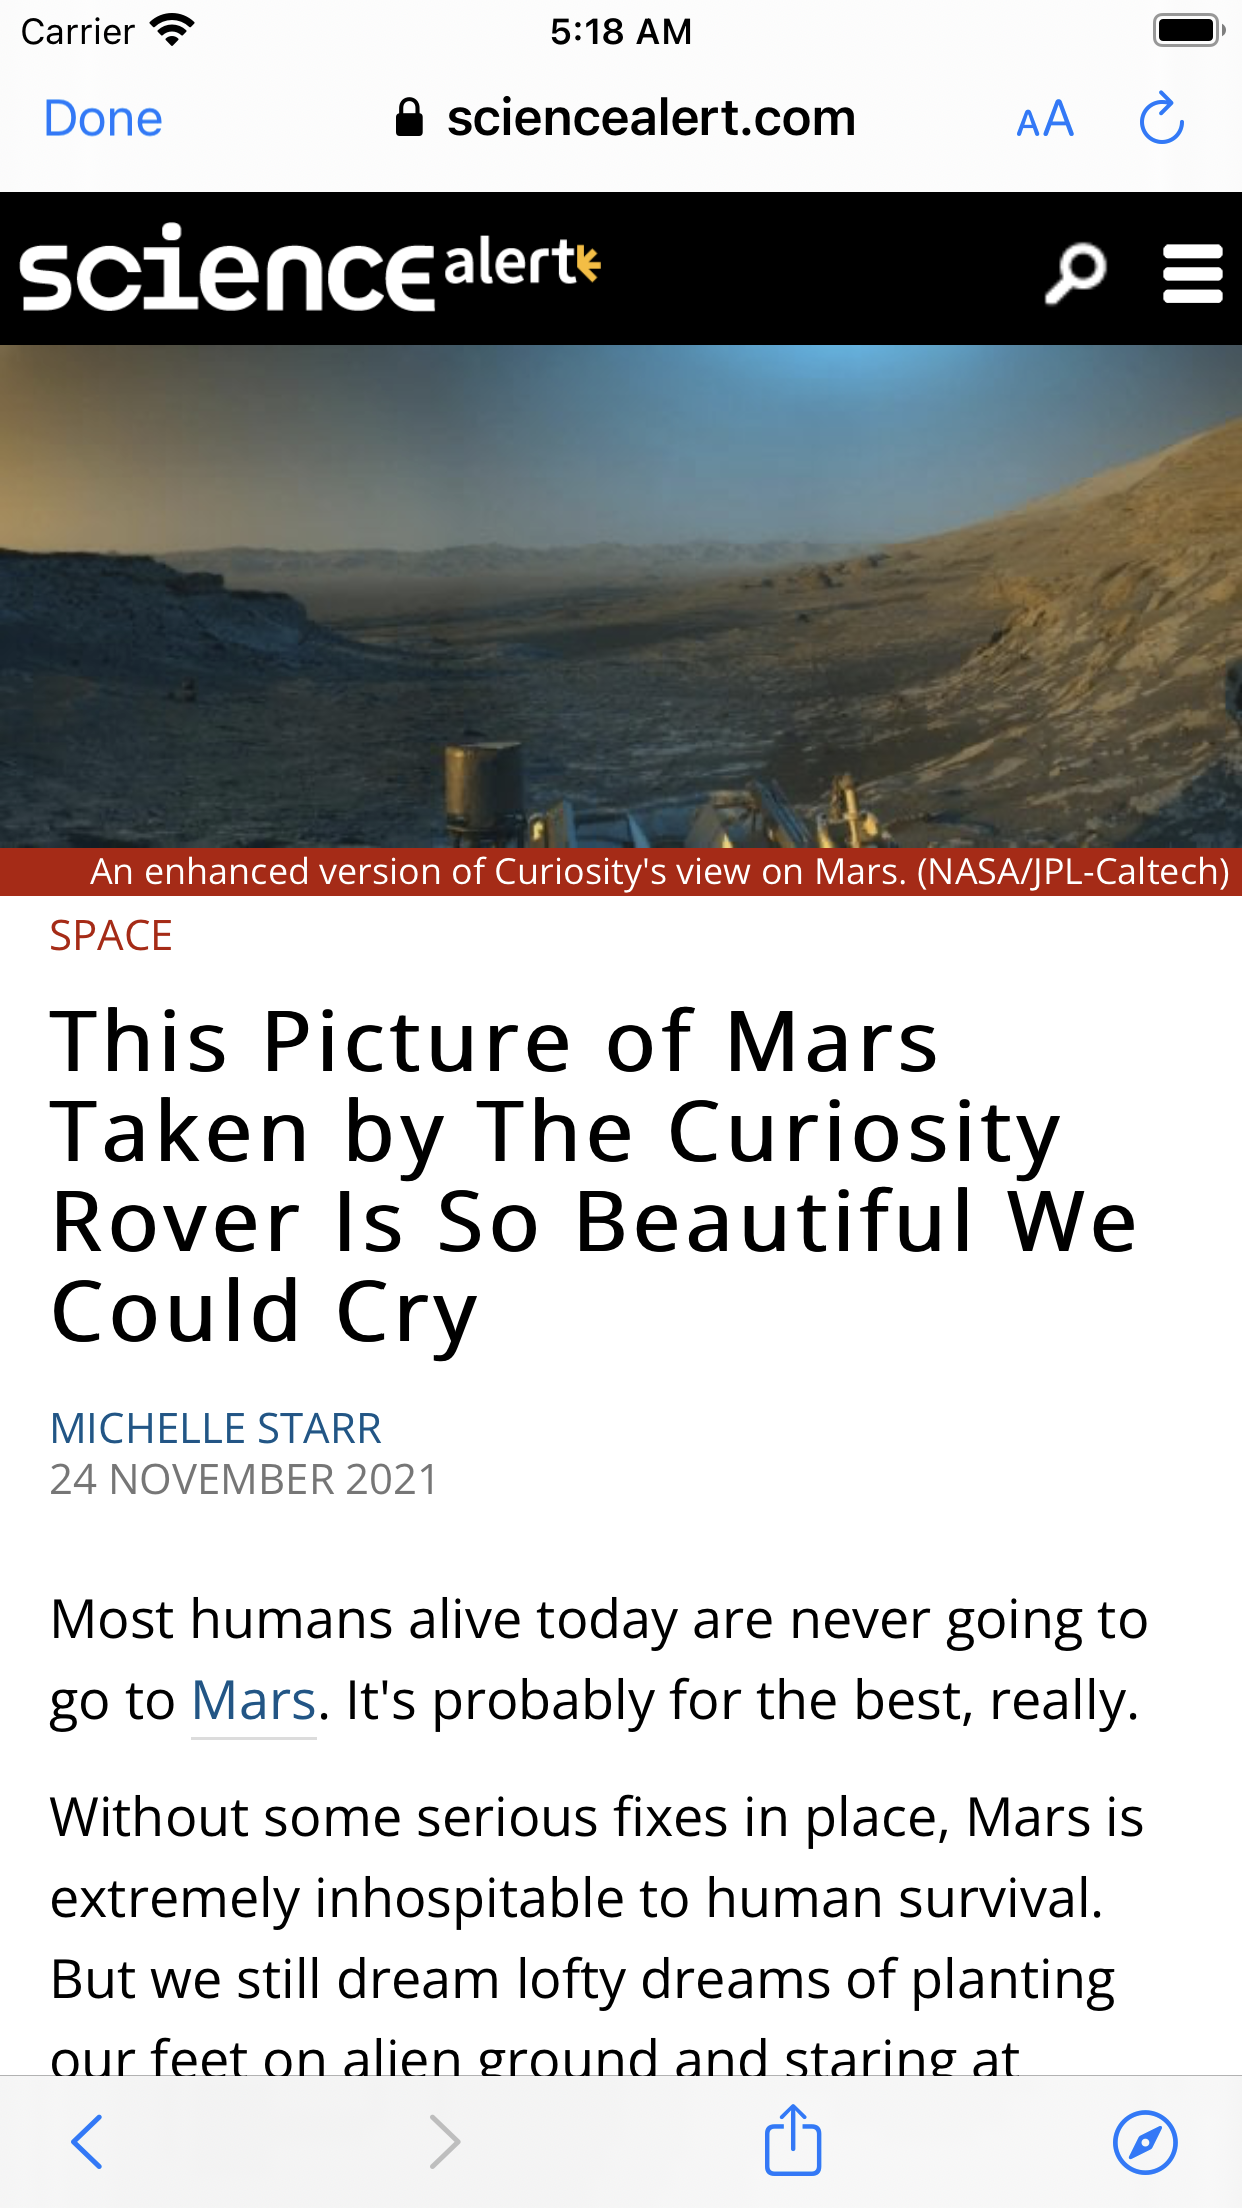 Carrier 5:18 AM
Done sciencealert.com AA
science alert
An enhanced version of Curiosity's view on Mars. (NASA/JPL-Caltech)
SPACE
This Picture of Mars
Taken by The Curiosity
Rover Is So Beautiful We
Could Cry
MICHELLE STARR
24 NOVEMBER 2021
Most humans alive today are never going to
go to Mars. It's probably for the best, really.
Without some serious fixes in place, Mars is
extremely inhospitable to human survival.
But we still dream lofty dreams of planting
our feet on alien ground and staring at